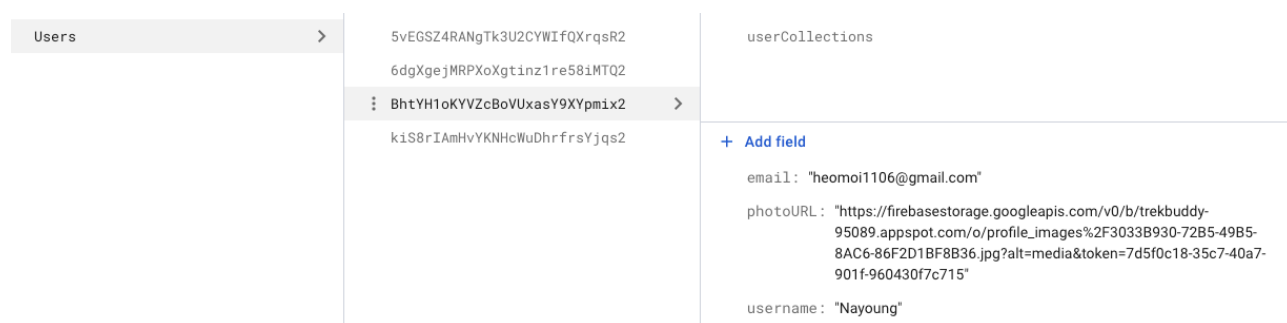 Users
5vEGSZ4RANgTk3U2CYWIfQXrqsR2
6dgXgejMRPXoXgtinz1re58iMTQ2
BhtYH1oKYVZcBoVUxasY9XYpmix2
kiS8rIAmHvYKNHcWuDhrfrsYjqs2
userCollections
+ Add field
email: "heomoi1106@gmail.com"
photoURL: "https://firebasestorage.googleapis.com/v0/b/trekbuddy-
95089.appspot.com/o/profile_images%2F3033B930-72B5-49B5-
8AC6-86F2D1BF8B36.jpg?alt=media&token=7d5f0c18-35c7-40a7-
901f-960430f7c715"
username: "Nayoung"